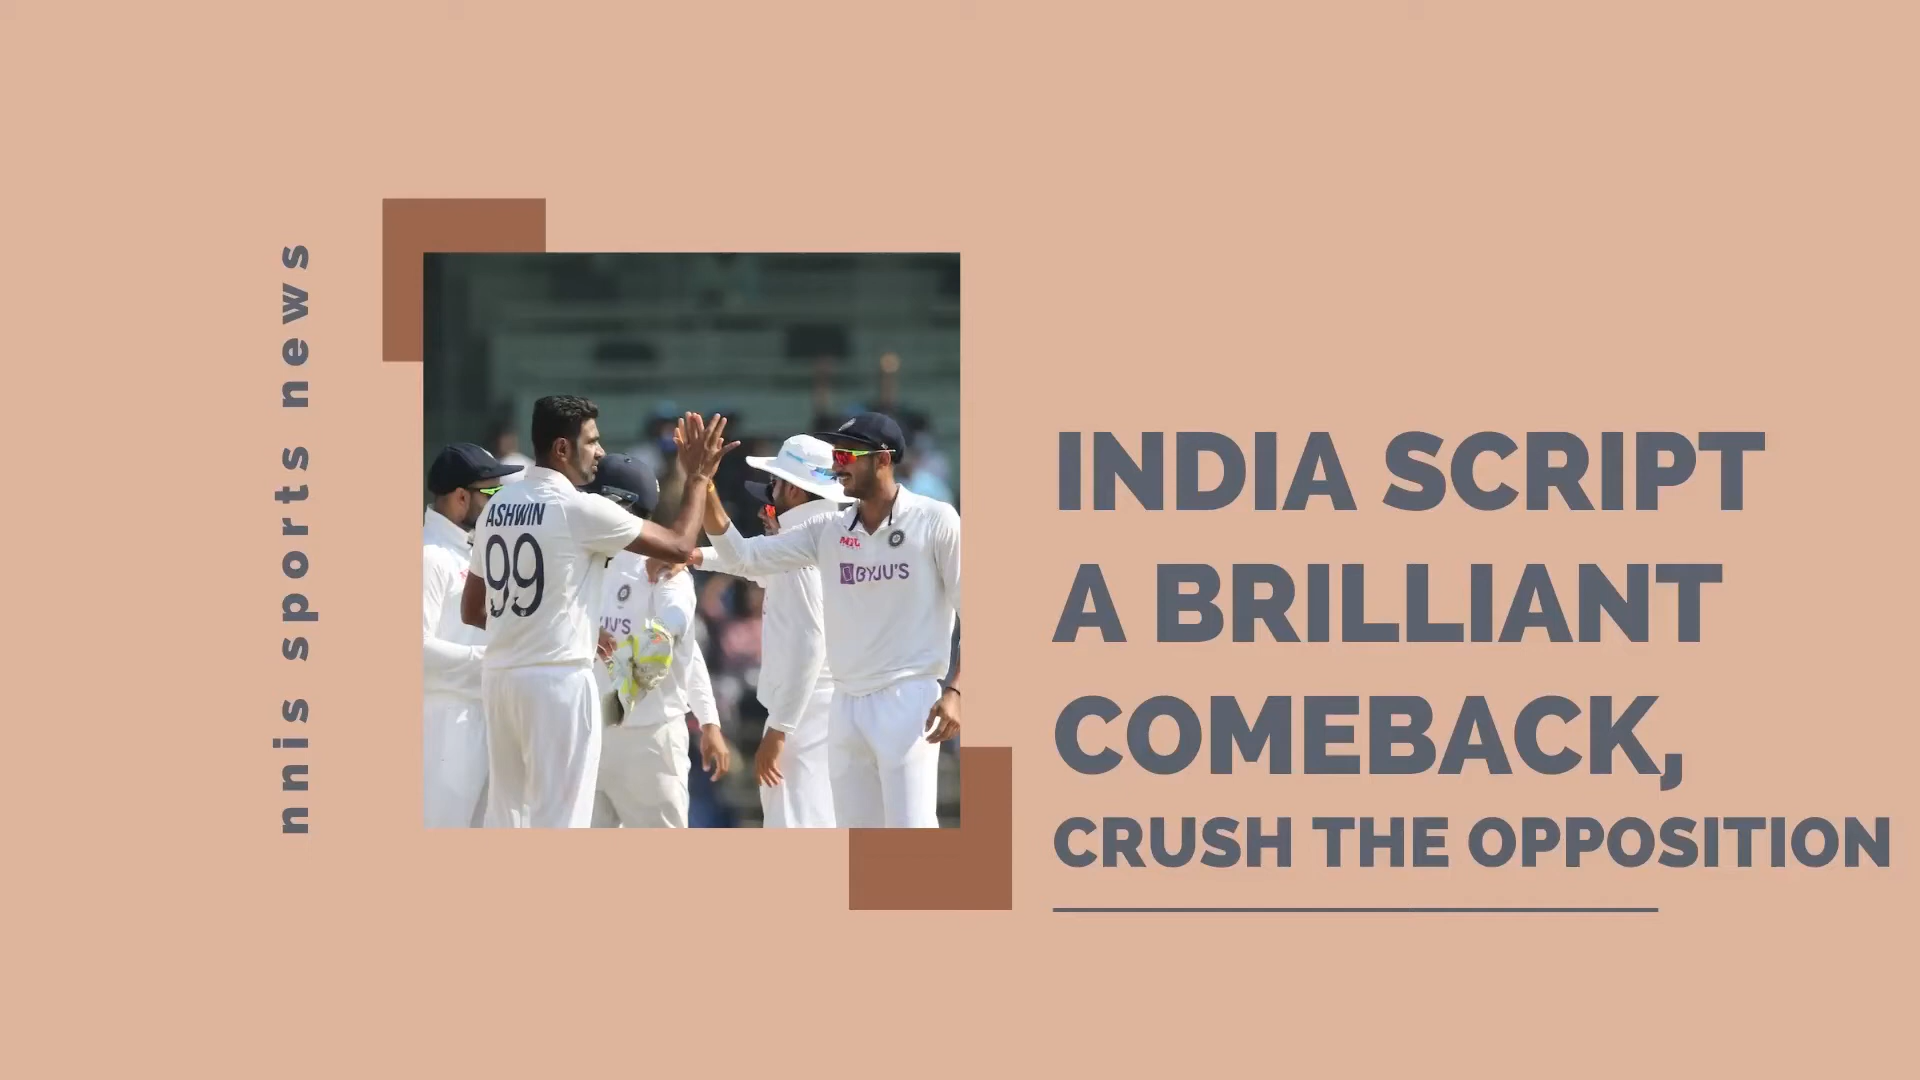 nnis sports news
ASHWIN
99
BYJU'S
INDIA SCRIPT
A BRILLIANT
COMEBACK,
CRUSH THE OPPOSITION